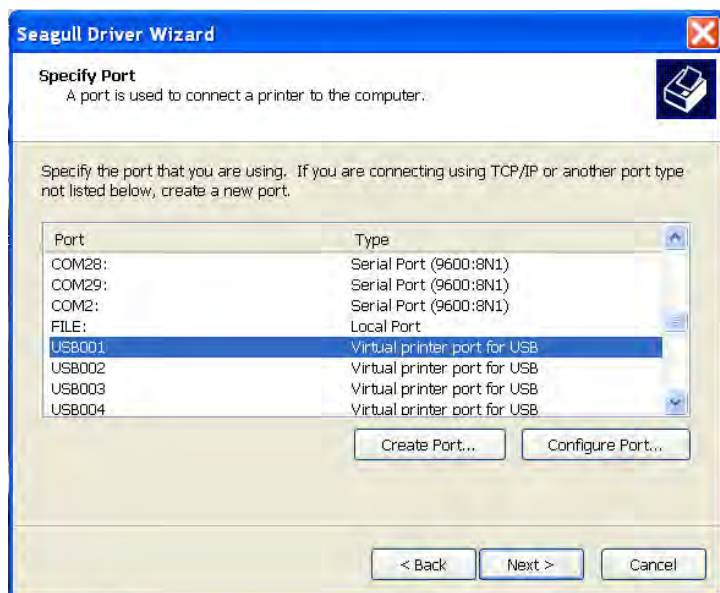 Seagull Driver Wizard
Specify Port
A port is used to connect a printer to the computer.
Specify the port that you are using. If you are connecting using TCP/IP or another port type
not listed below, create a new port.
Port Type
COM28: Serial Port (9600:8N1)
COM29: Serial Port (9600:8N1)
COM2: Serial Port (9600:8N1)
FILE: Local Port
USB001 Virtual printer port for USB
USB002 Virtual printer port for USB
USB003 Virtual printer port for USB
USB004 Virtual printer port for USB
Create Port... Configure Port...
< Back Next > Cancel